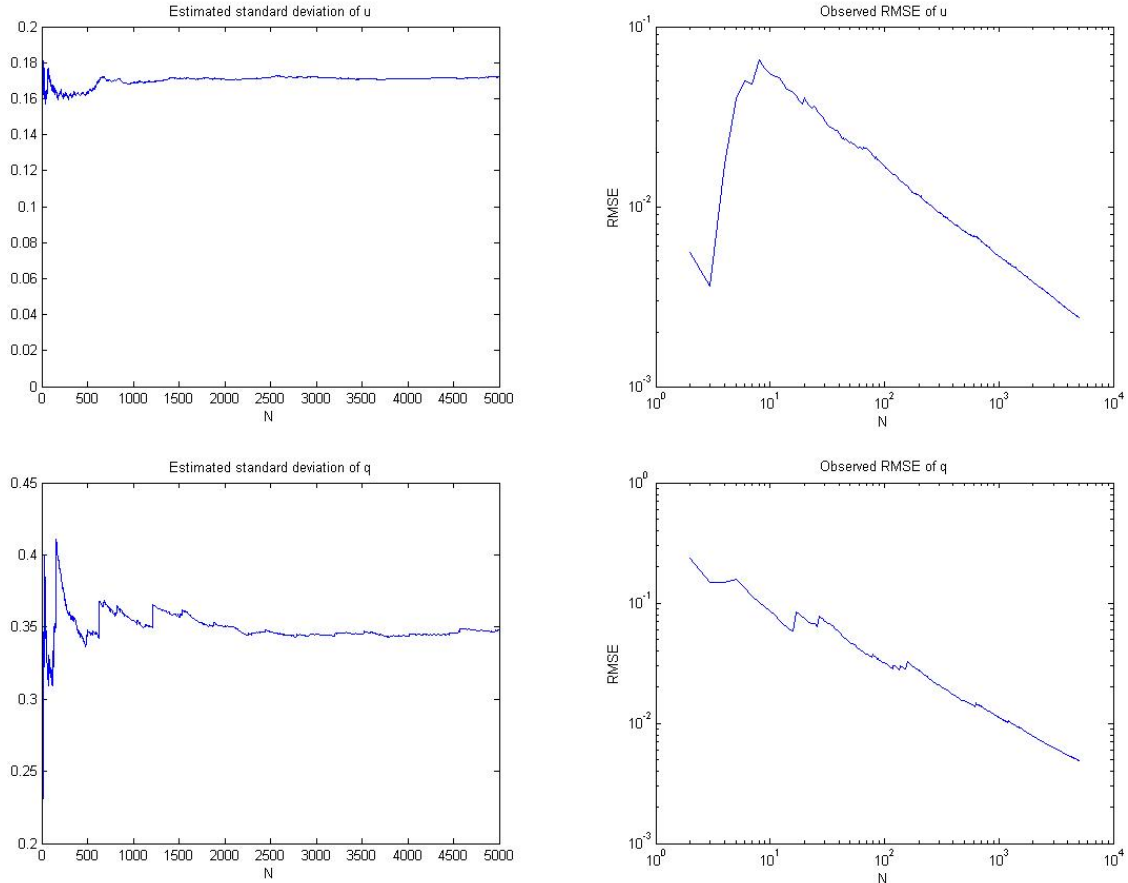 Estimated standard deviation of u
0.2
0.18
0.16
0.14
0.12
0.1
0.08
0.06
0.04
0.02
0
0 500 1000 1500 2000 2500 3000 3500 4000 4500 5000
N
Observed RMSE of u
RMSE
10^-1
10^-2
10^-3
10^0 10^1 10^2 10^3 10^4
N
Estimated standard deviation of q
0.45
0.4
0.35
0.3
0.25
0.2
0 500 1000 1500 2000 2500 3000 3500 4000 4500 5000
N
Observed RMSE of q
RMSE
10^0
10^-1
10^-2
10^-3
10^0 10^1 10^2 10^3 10^4
N